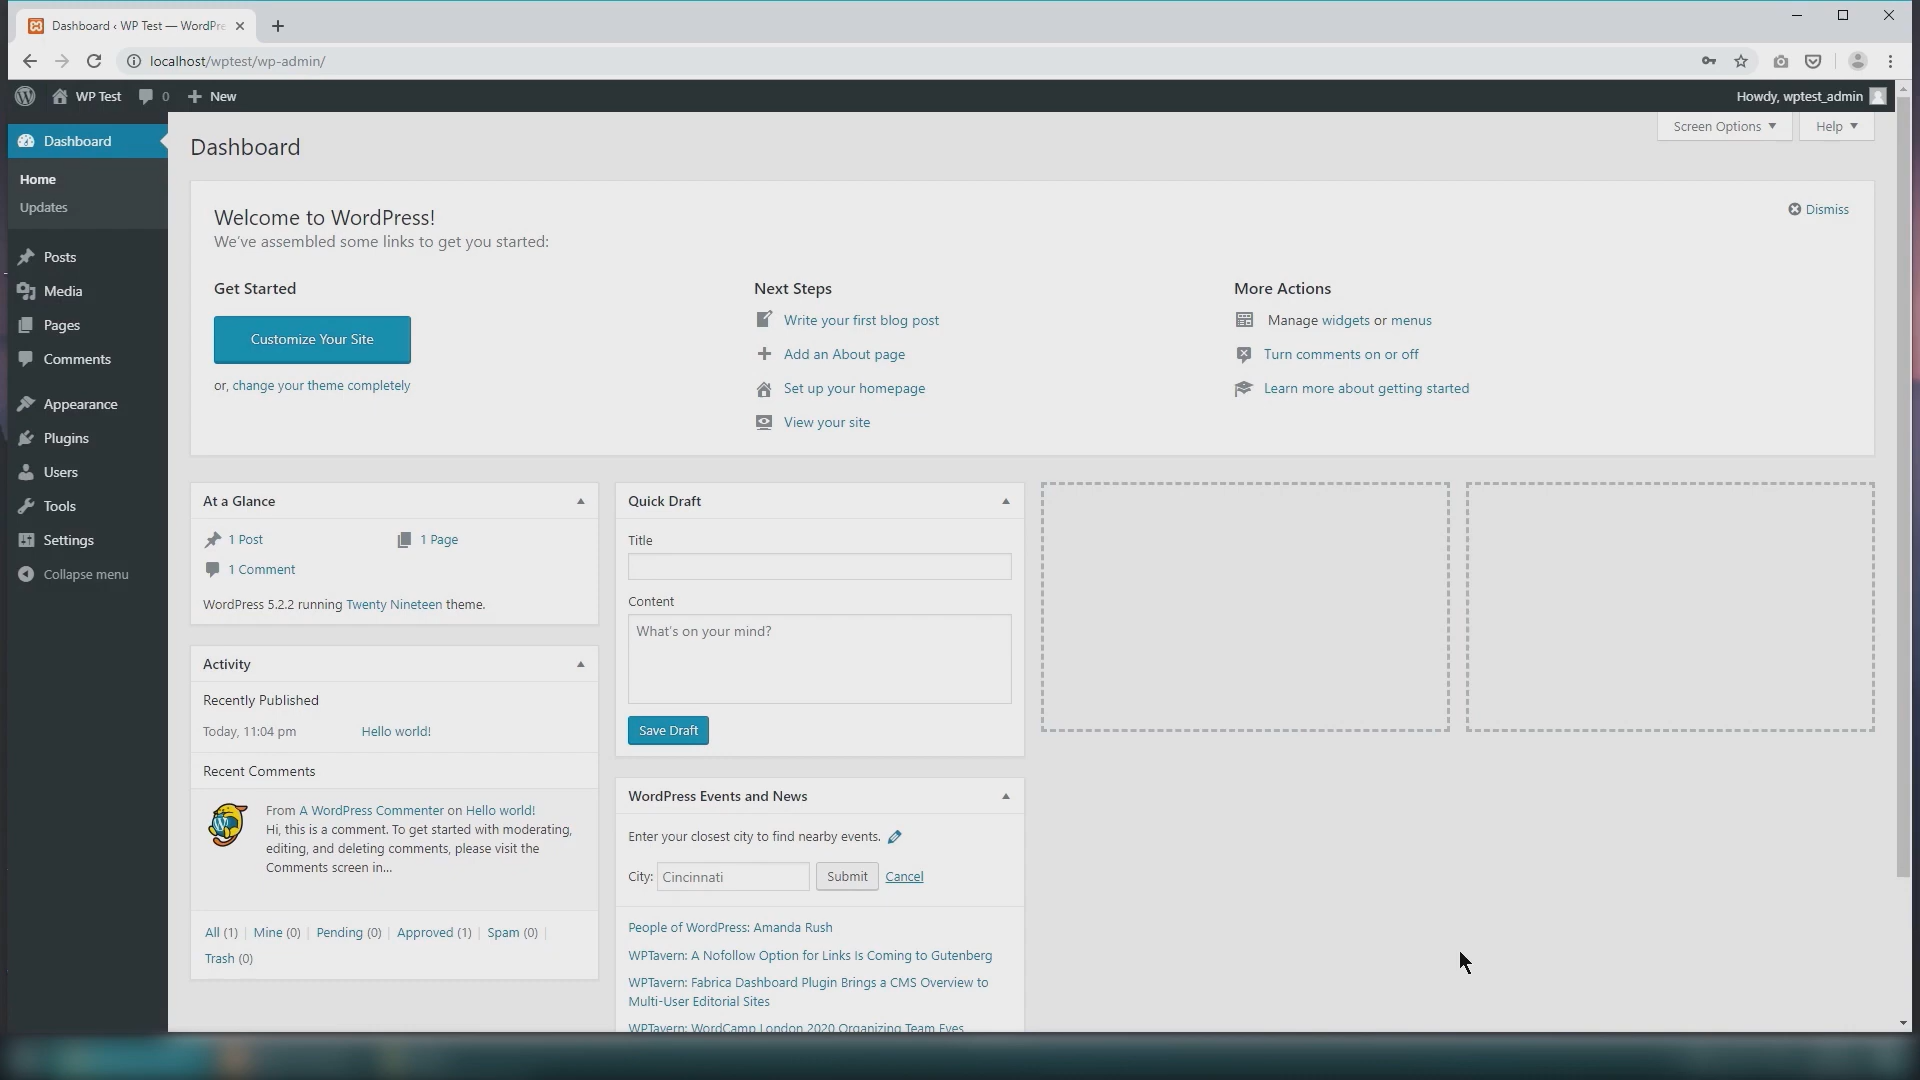 Dashboard ‹ WP Test — WordPre
localhost/wptest/wp-admin/
WP Test 0 New
Howdy, wptest_admin
Dashboard
Home
Updates
Posts
Media
Pages
Comments
Appearance
Plugins
Users
Tools
Settings
Collapse menu
Screen Options Help
Dashboard
Welcome to WordPress!
We've assembled some links to get you started:
Dismiss
Get Started
Customize Your Site
or, change your theme completely
Next Steps
Write your first blog post
Add an About page
Set up your homepage
View your site
More Actions
Manage widgets or menus
Turn comments on or off
Learn more about getting started
At a Glance
1 Post 1 Page
1 Comment
WordPress 5.2.2 running Twenty Nineteen theme.
Activity
Recently Published
Today, 11:04 pm Hello world!
Recent Comments
From A WordPress Commenter on Hello world!
Hi, this is a comment. To get started with moderating,
editing, and deleting comments, please visit the
Comments screen in...
All (1) | Mine (0) | Pending (0) | Approved (1) | Spam (0) |
Trash (0)
Quick Draft
Title
Content
What's on your mind?
Save Draft
WordPress Events and News
Enter your closest city to find nearby events.
City: Cincinnati Submit Cancel
People of WordPress: Amanda Rush
WPTavern: A Nofollow Option for Links Is Coming to Gutenberg
WPTavern: Fabrica Dashboard Plugin Brings a CMS Overview to
Multi-User Editorial Sites
WPTavern: WordCamp London 2020 Organizing Team Eyes